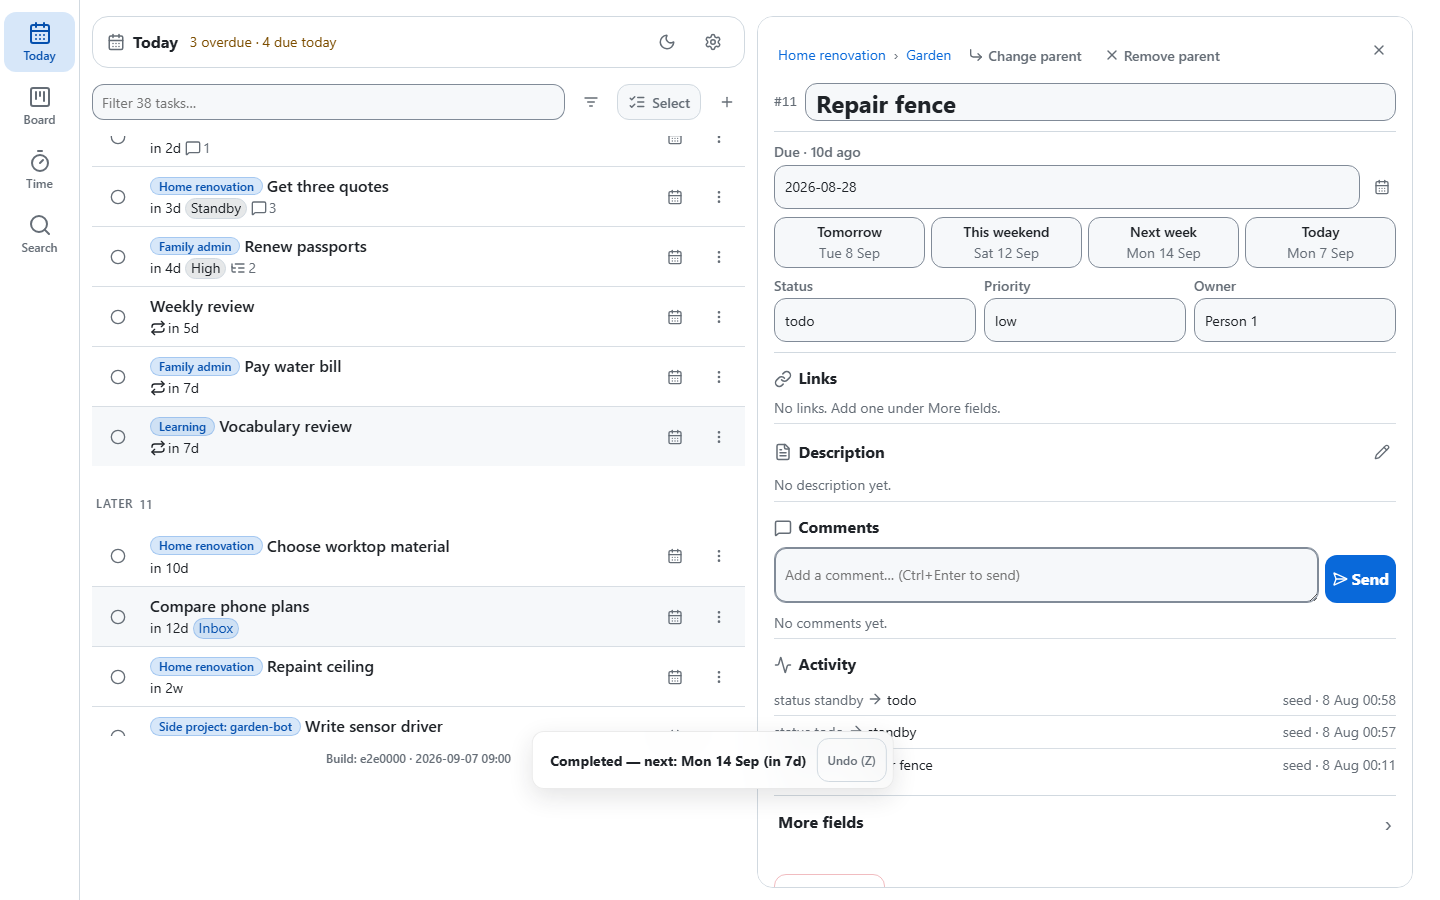 Today
Board
Time
Search
Today 3 overdue · 4 due today
Filter 38 tasks...
Select
in 2d 1
Home renovation Get three quotes
in 3d Standby 3
Family admin Renew passports
in 4d High 2
Weekly review
in 5d
Family admin Pay water bill
in 7d
Learning Vocabulary review
in 7d
LATER 11
Home renovation Choose worktop material
in 10d
Compare phone plans
in 12d Inbox
Home renovation Repaint ceiling
in 2w
Side project: garden-bot Write sensor driver
Build: e2e0000 · 2026-09-07 09:00
Home renovation › Garden Change parent Remove parent
#11 Repair fence
Due · 10d ago
2026-08-28
Tomorrow
Tue 8 Sep
This weekend
Sat 12 Sep
Next week
Mon 14 Sep
Today
Mon 7 Sep
Status
todo
Priority
low
Owner
Person 1
Links
No links. Add one under More fields.
Description
No description yet.
Comments
Add a comment... (Ctrl+Enter to send)
Send
No comments yet.
Activity
status standby → todo seed · 8 Aug 00:58
status todo → standby seed · 8 Aug 00:57
fence seed · 8 Aug 00:11
Completed — next: Mon 14 Sep (in 7d) Undo (Z)
More fields